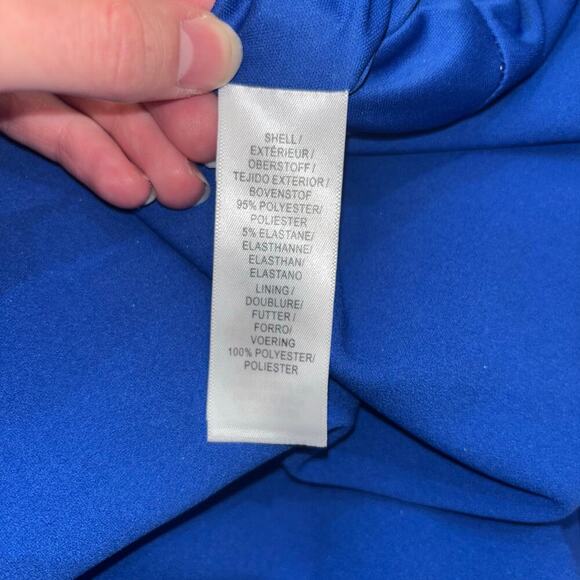 SHELL/
EXTÉRIEUR/
OBERSTOFF/
TEJIDO EXTERIOR/
BOVENSTOF
95% POLYESTER/
POLIESTER
5% ELASTANE/
ELASTHANNE/
ELASTHAN/
ELASTANO
LINING/
DOUBLURE/
FUTTER/
FORRO/
VOERING
100% POLYESTER/
POLIESTER